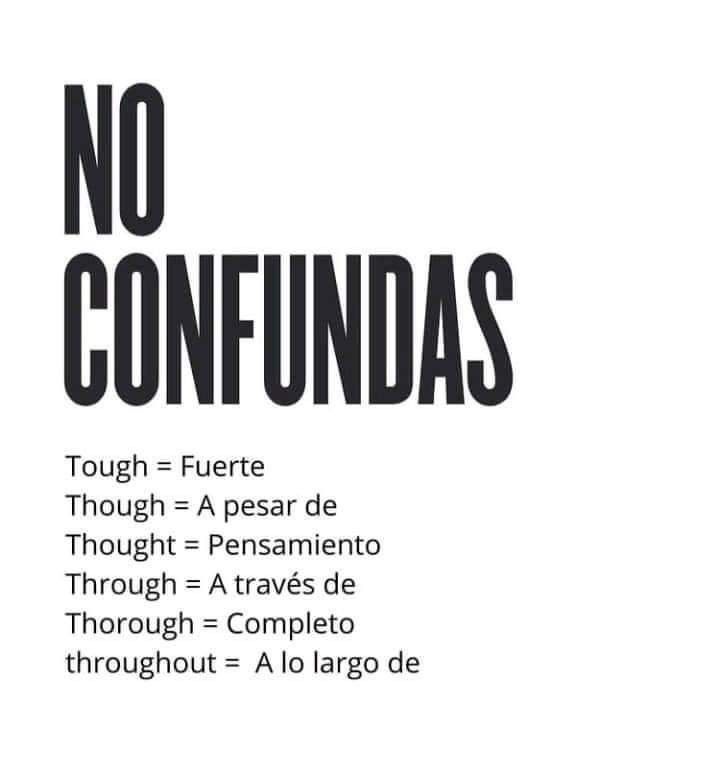 NO
CONFUNDAS
Tough = Fuerte
Though = A pesar de
Thought = Pensamiento
Through = A través de
Thorough = Completo
throughout = A lo largo de